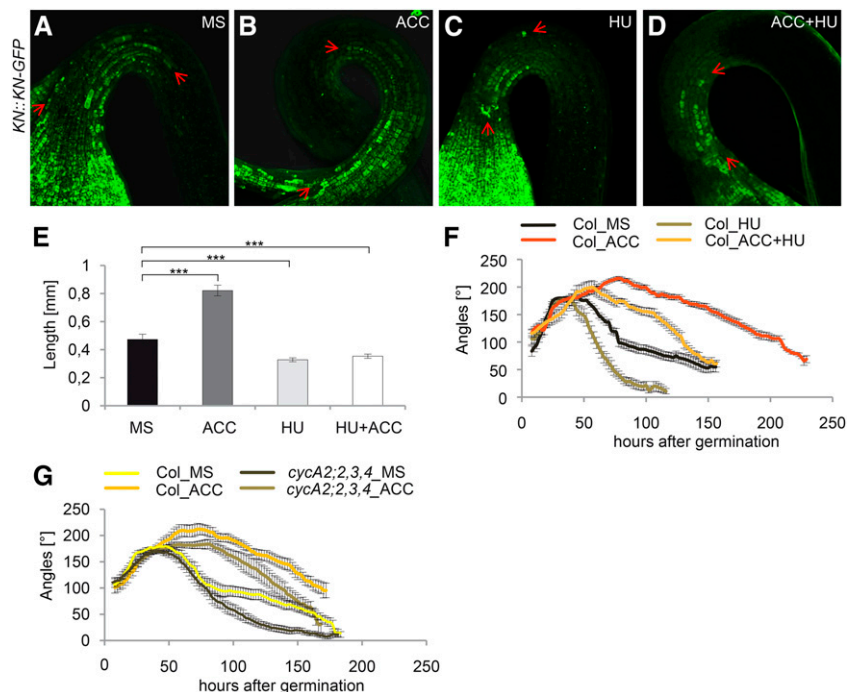 A MS
B ACC
C HU
D ACC+HU
KN::KN-GFP
E
***
***
***
Length [mm]
1
0,8
0,6
0,4
0,2
0
MS ACC HU HU+ACC
F
Col_MS Col_HU
Col_ACC Col_ACC+HU
Angles [°]
250
200
150
100
50
0
0 50 100 150 200 250
hours after germination
G
Col_MS cycA2;2,3,4_MS
Col_ACC cycA2;2,3,4_ACC
Angles [°]
250
200
150
100
50
0
0 50 100 150 200 250
hours after germination